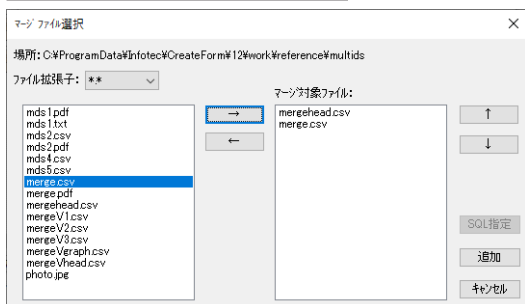 マージ ファイル選択
場所: C:¥ProgramData¥Infotec¥CreateForm¥12¥work¥reference¥multids
ファイル拡張子: *.*
マージ対象ファイル:
mds1.pdf
mds1.txt
mds2.csv
mds2.pdf
mds4.csv
mds5.csv
merge.csv
merge.pdf
mergehead.csv
mergeV1.csv
mergeV2.csv
mergeV3.csv
mergeVgraph.csv
mergeVhead.csv
photo.jpg
→
←
mergehead.csv
merge.csv
↑
↓
SQL指定
追加
キャンセル